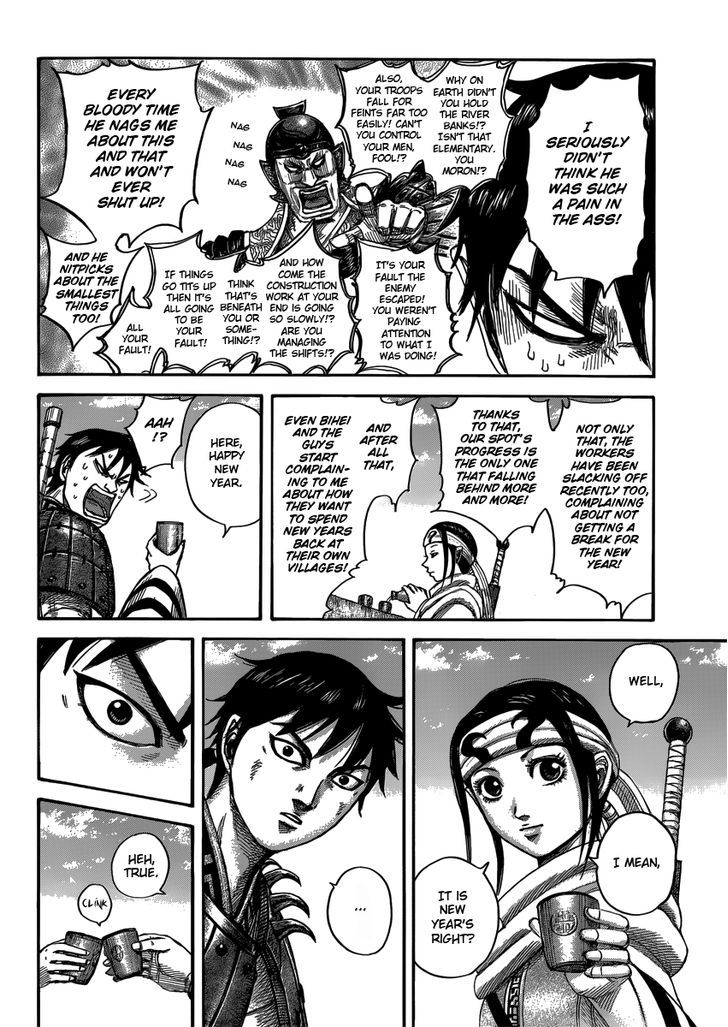 I
SERIOUSLY
DIDN'T
THINK HE
WAS SUCH
A PAIN
IN THE
ASS!
WHY ON
EARTH DIDN'T
YOU HOLD
THE RIVER
BANKS!?
ISN'T THAT
ELEMENTARY.
YOU
MORON!
ALSO,
YOUR TROOPS
FALL FOR
FEINTS FAR TOO
EASILY! CAN'T
YOU CONTROL
YOUR MEN,
FOOL!?
NAG
NAG
NAG
NAG
EVERY
BLOODY TIME
HE NAGS ME
ABOUT THIS
AND THAT
AND WON'T
EVER
SHUT UP!
IT'S YOUR
FAULT THE
ENEMY
ESCAPED!
YOU WEREN'T
PAYING
ATTENTION
TO WHAT
I WAS DOING!
AND HOW
COME THE
CONSTRUCTION
WORK AT YOUR
END IS GOING
SO SLOWLY!?
ARE YOU
MANAGING
THE SHIFTS!?
THINK
THAT'S
BENEATH
YOU OR
SOME-
THING!?
IF THINGS
GO TITS UP
THEN IT'S ALL
GOING TO
BE YOUR
FAULT!
ALL
YOUR
FAULT!
AND HE
NITPICKS
ABOUT THE
SMALLEST
THINGS
TOO!
NOT ONLY
THAT, THE
WORKERS
HAVE BEEN
SLACKING OFF
RECENTLY TOO,
COMPLAINING
ABOUT NOT
GETTING A
BREAK FOR
THE NEW
YEAR!
THANKS
TO THAT,
OUR SPOT'S
PROGRESS IS
THE ONLY ONE
THAT FALLING
BEHIND MORE
AND MORE!
AND
AFTER
ALL
THAT,
EVEN BIHEI
AND THE
GUYS
START
COMPLAIN-
ING TO ME
ABOUT HOW
THEY WANT
TO SPEND
NEW YEARS
BACK AT
THEIR OWN
VILLAGES!
HERE,
HAPPY
NEW
YEAR.
AAH
!?
WELL,
I MEAN,
IT IS
NEW
YEAR'S
RIGHT?
...
HEH,
TRUE.
CLINK